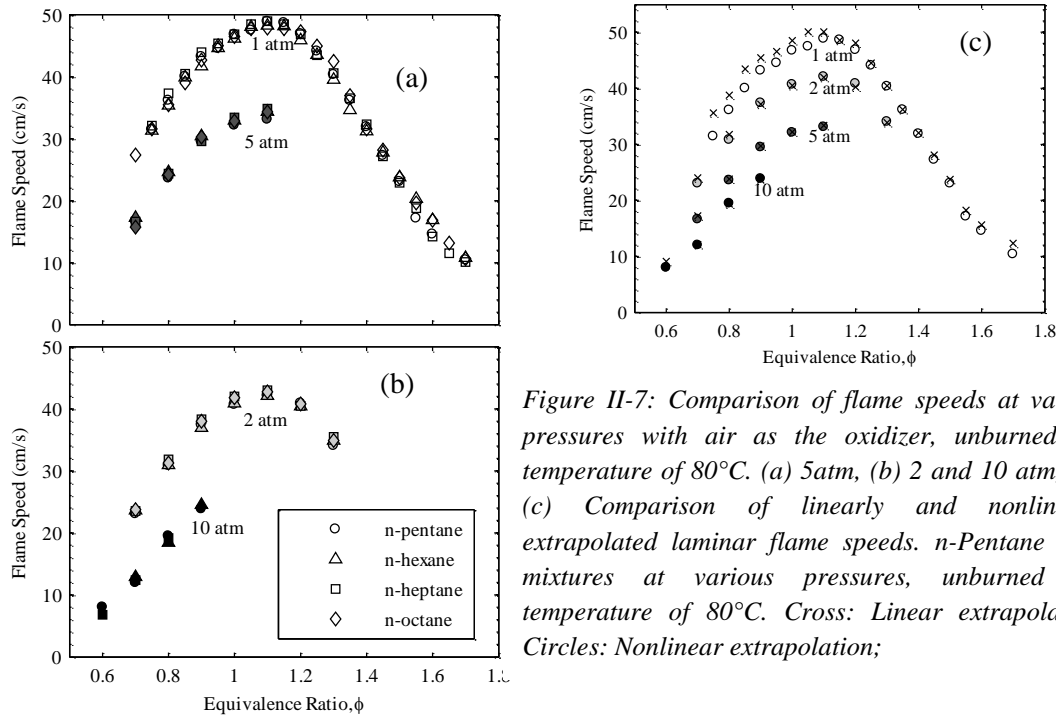 50
40
30
20
10
0
Flame Speed (cm/s)
1 atm
5 atm
(a)
50
40
30
20
10
0
Flame Speed (cm/s)
2 atm
10 atm
(b)
n-pentane
n-hexane
n-heptane
n-octane
0.6 0.8 1 1.2 1.4 1.6
Equivalence Ratio,ϕ
50
40
30
20
10
0
Flame Speed (cm/s)
1 atm
2 atm
5 atm
10 atm
(c)
0.6 0.8 1 1.2 1.4 1.6 1.8
Equivalence Ratio,ϕ
Figure II-7: Comparison of flame speeds at va
pressures with air as the oxidizer, unburned
temperature of 80°C. (a) 5atm, (b) 2 and 10 atm
(c) Comparison of linearly and nonlin
extrapolated laminar flame speeds. n-Pentane
mixtures at various pressures, unburned
temperature of 80°C. Cross: Linear extrapola
Circles: Nonlinear extrapolation;